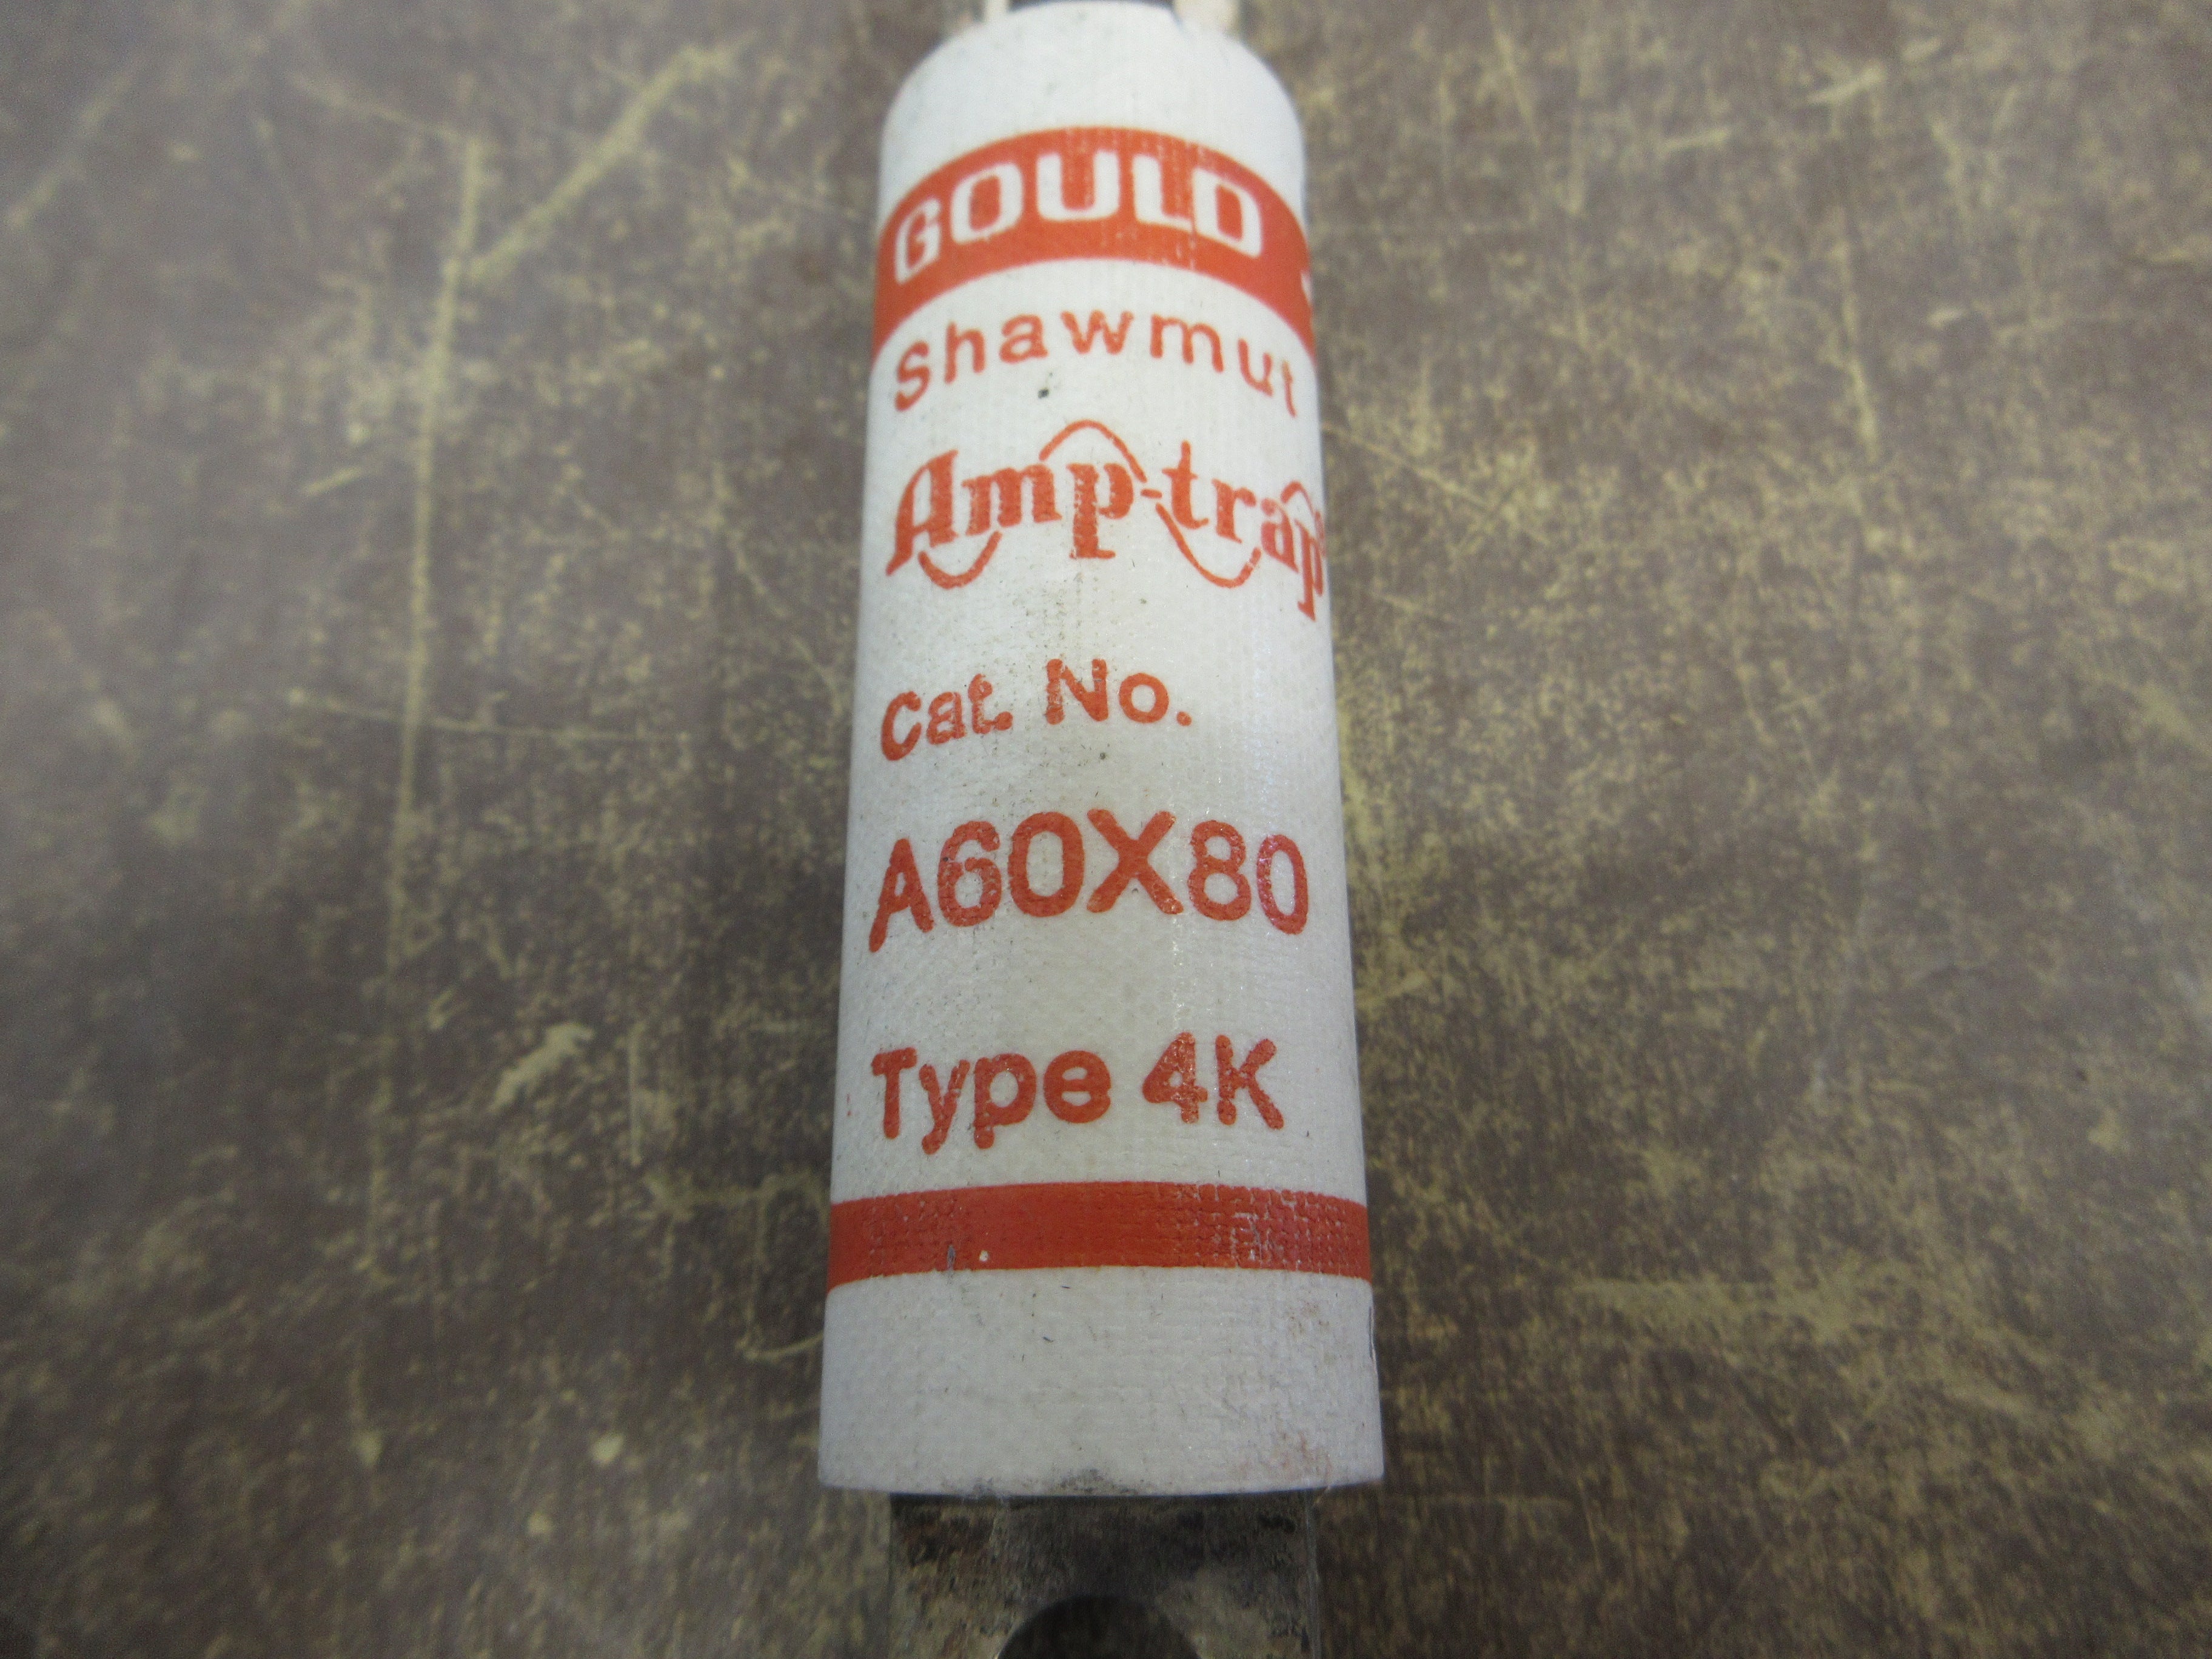 GOULD
Shawmut
Amp-trap
Cat. No.
A60X80
Type 4K